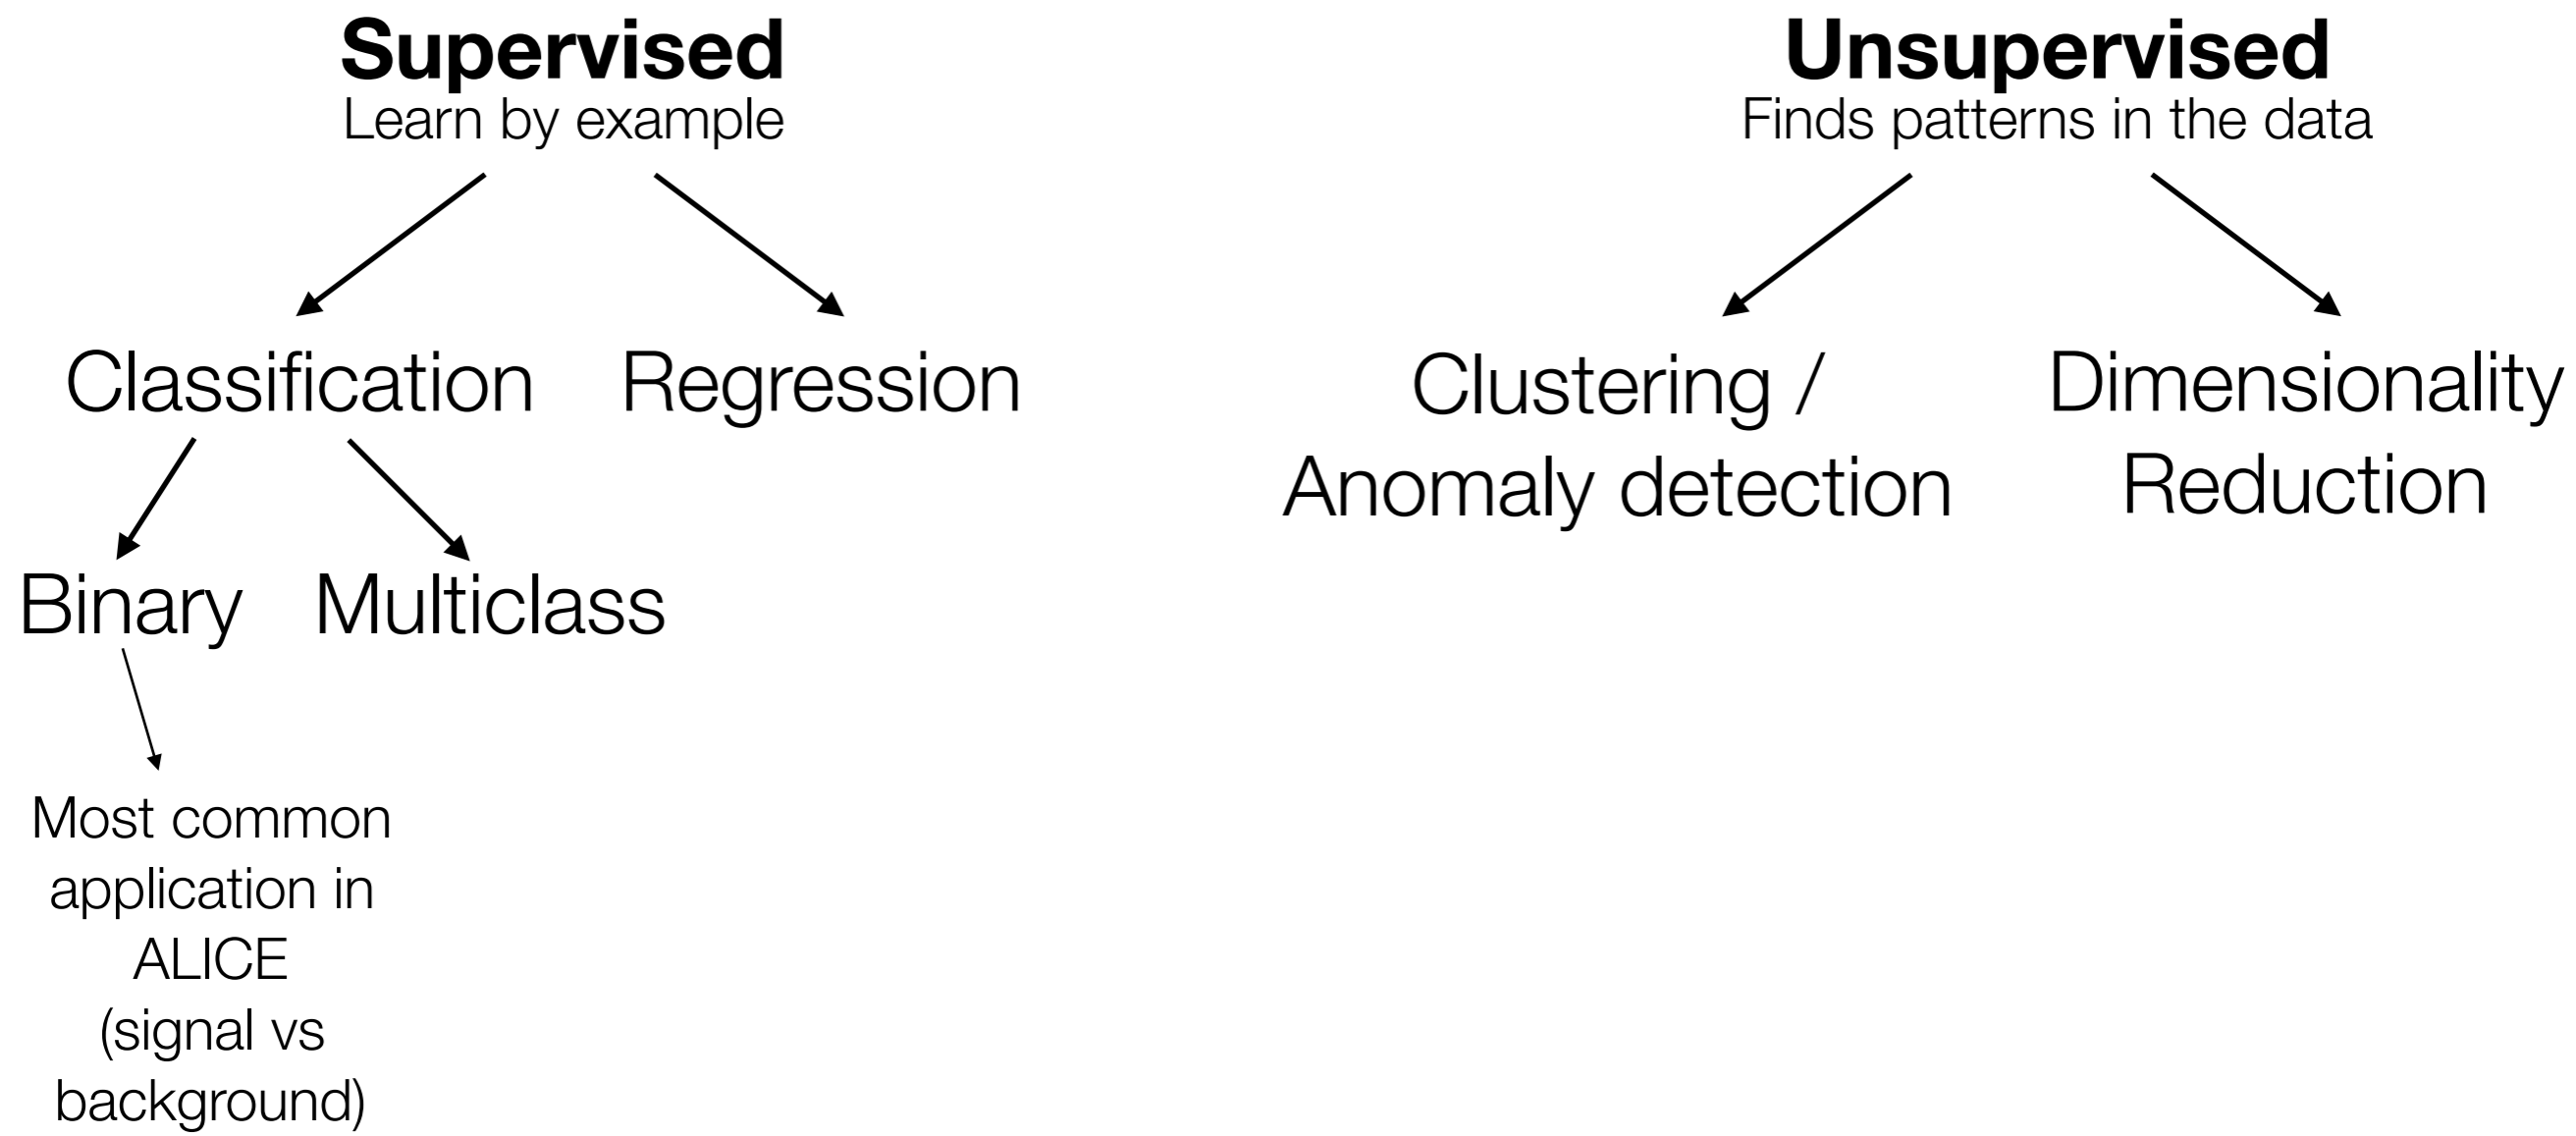 Supervised
Learn by example
Unsupervised
Finds patterns in the data
Classification
Regression
Clustering /
Anomaly detection
Dimensionality
Reduction
Binary
Multiclass
Most common
application in
ALICE
(signal vs
background)